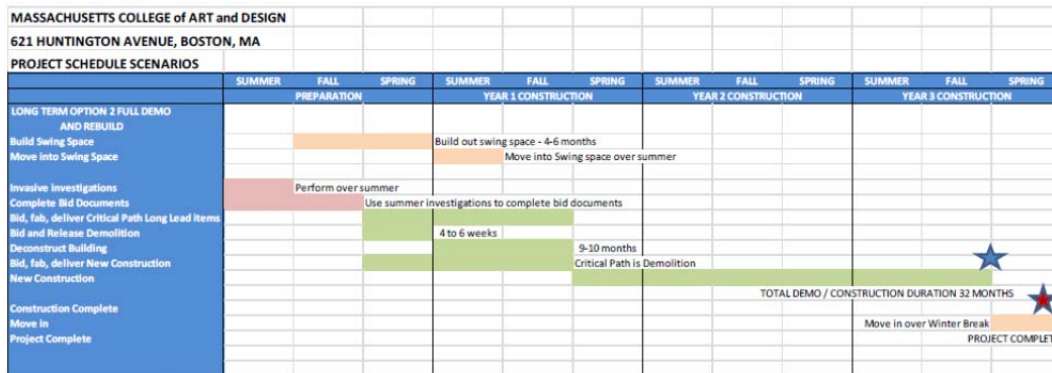 MASSACHUSETTS COLLEGE of ART and DESIGN
621 HUNTINGTON AVENUE, BOSTON, MA
PROJECT SCHEDULE SCENARIOS
SUMMER FALL SPRING SUMMER FALL SPRING SUMMER FALL SPRING SUMMER FALL SPRING
PREPARATION YEAR 1 CONSTRUCTION YEAR 2 CONSTRUCTION YEAR 3 CONSTRUCTION
LONG TERM OPTION 2 FULL DEMO
AND REBUILD
Build Swing Space Build out swing space - 4-6 months
Move into Swing Space Move into Swing space over summer
Invasive investigations Perform over summer
Complete Bid Documents Use summer investigations to complete bid documents
Bid, fab, deliver Critical Path Long Lead items
Bid and Release Demolition 4 to 6 weeks
Deconstruct Building 9-10 months
Bid, fab, deliver New Construction Critical Path is Demolition
New Construction
TOTAL DEMO / CONSTRUCTION DURATION 32 MONTHS
Construction Complete
Move in Move in over Winter Break
Project Complete PROJECT COMPLET